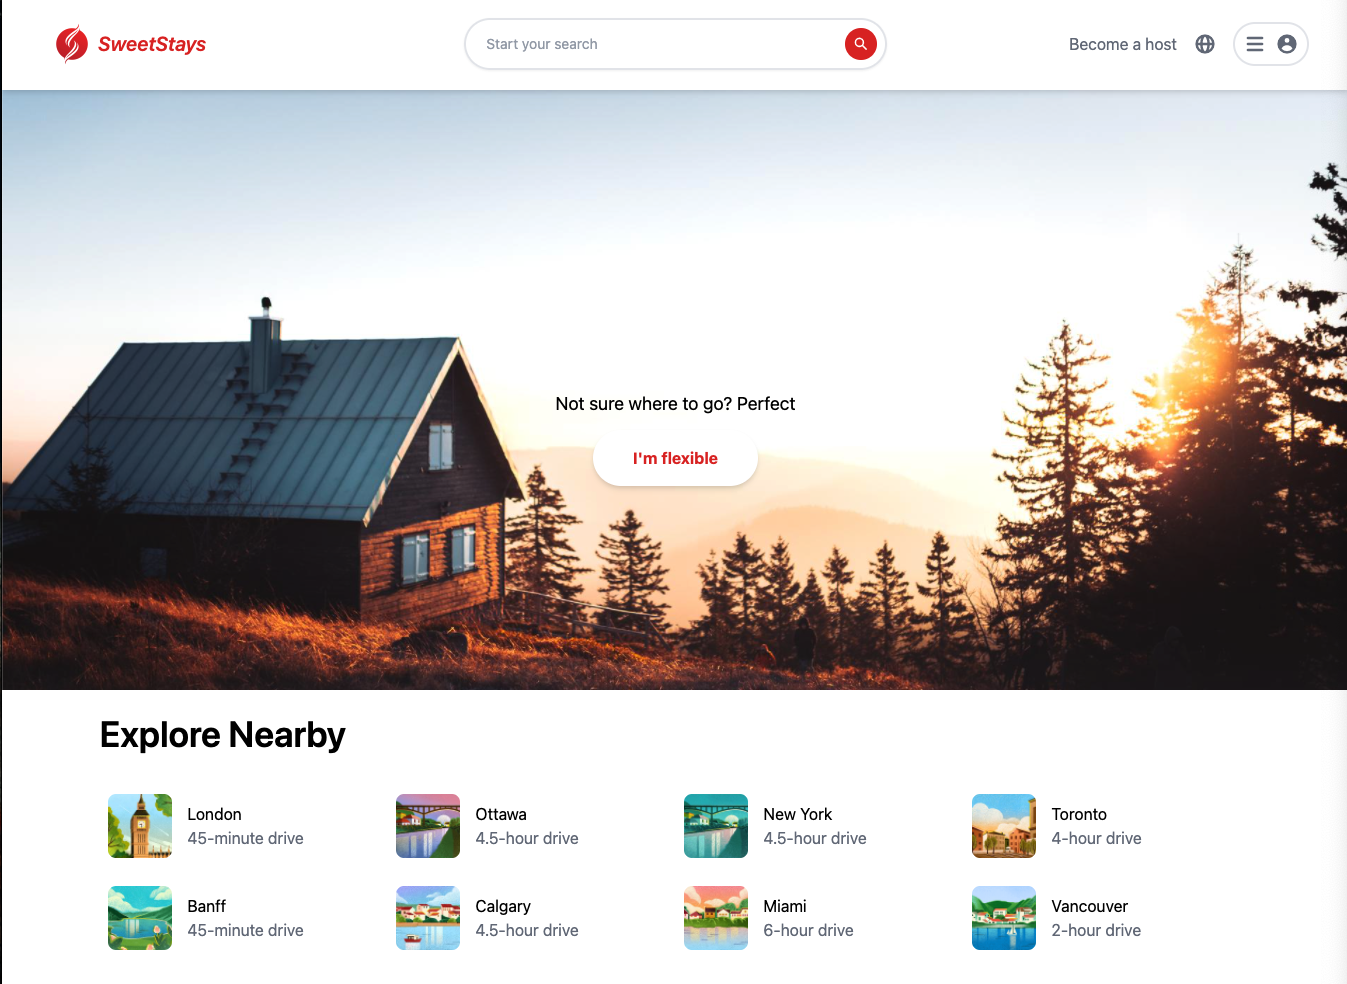 SweetStays
Start your search
Become a host
Not sure where to go? Perfect
I'm flexible
Explore Nearby
London
45-minute drive
Ottawa
4.5-hour drive
New York
4.5-hour drive
Toronto
4-hour drive
Banff
45-minute drive
Calgary
4.5-hour drive
Miami
6-hour drive
Vancouver
2-hour drive